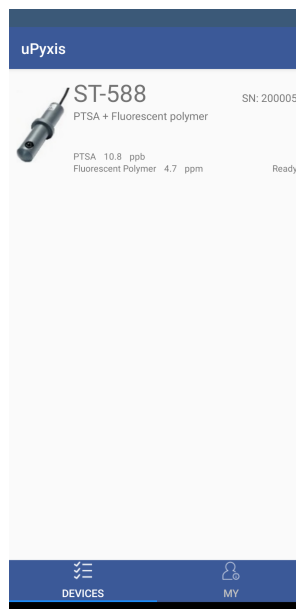 uPyxis
ST-588
SN: 200005
PTSA + Fluorescent polymer
PTSA 10.8 ppb
Fluorescent Polymer 4.7 ppm
Ready
DEVICES
MY